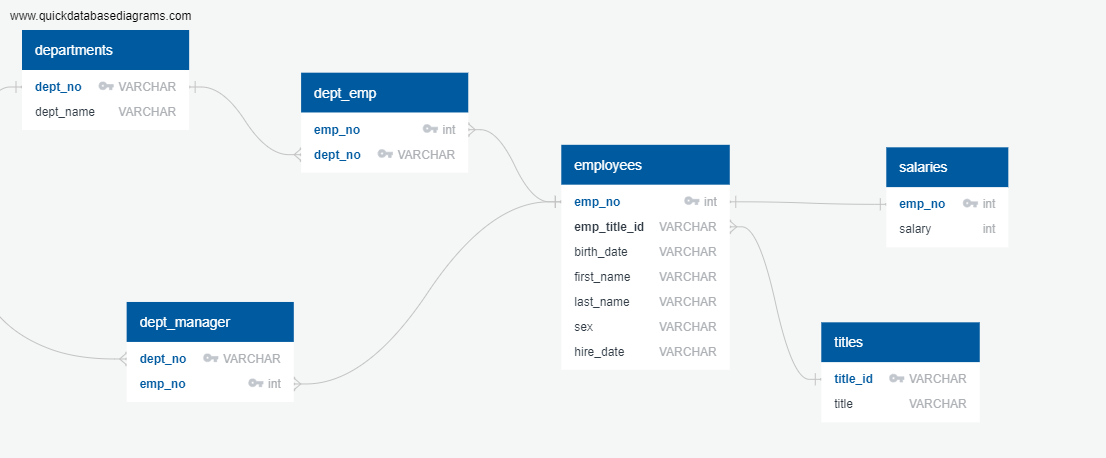 www.quickdatabasediagrams.com
departments
dept_no VARCHAR
dept_name VARCHAR
dept_emp
emp_no int
dept_no VARCHAR
employees
emp_no int
emp_title_id VARCHAR
birth_date VARCHAR
first_name VARCHAR
last_name VARCHAR
sex VARCHAR
hire_date VARCHAR
salaries
emp_no int
salary int
dept_manager
dept_no VARCHAR
emp_no int
titles
title_id VARCHAR
title VARCHAR